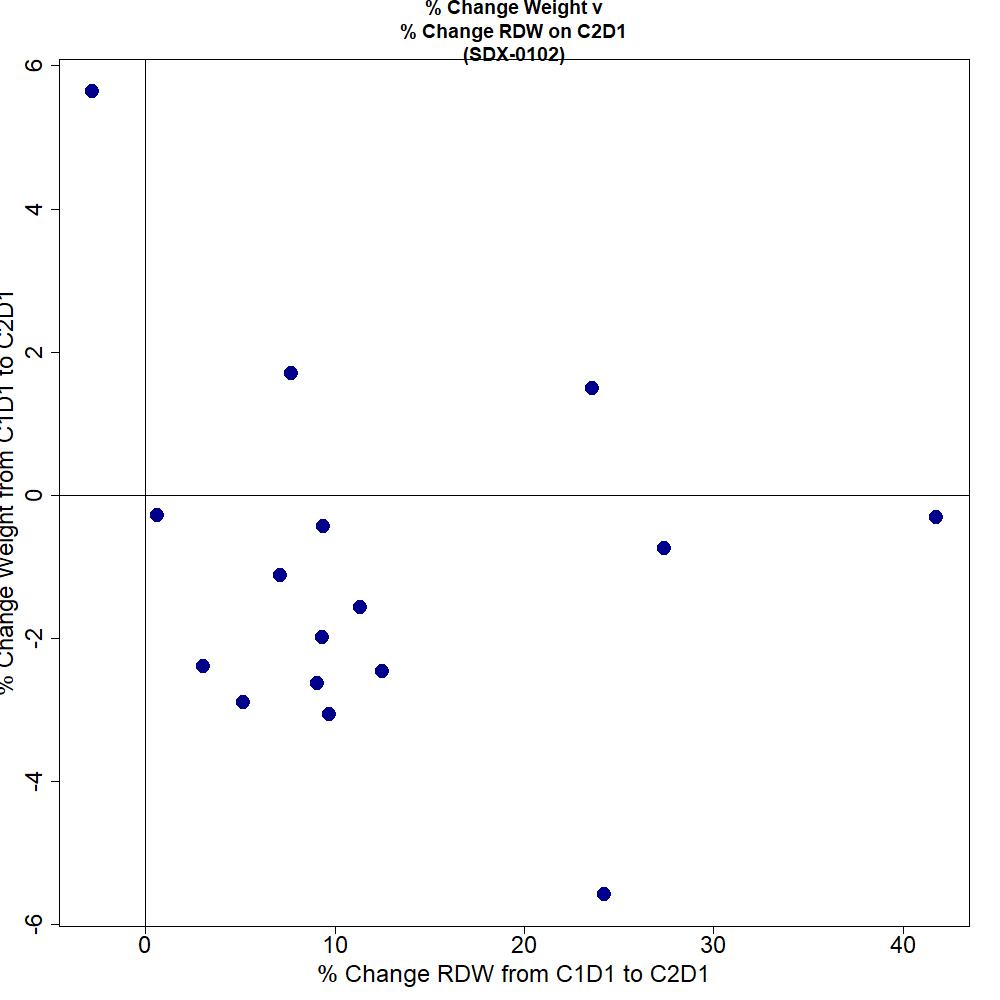 % Change Weight v
% Change RDW on C2D1
(SDX-0102)
6
4
2
0
-2
-4
-6
% Change Weight from C1D1 to C2D1
0 10 20 30 40
% Change RDW from C1D1 to C2D1